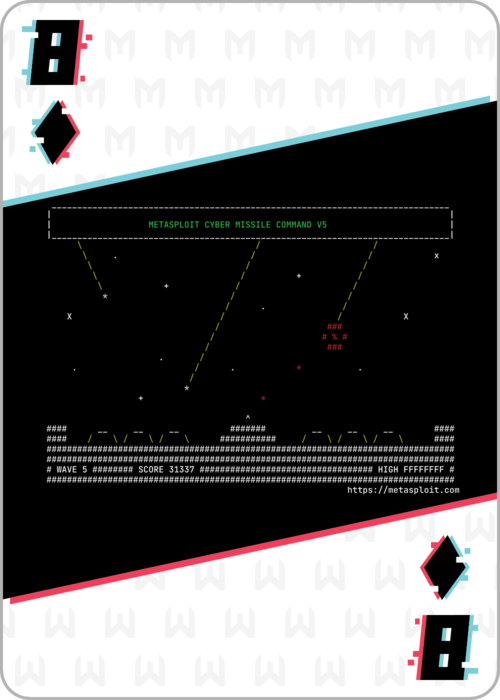 8
METASPLOIT CYBER MISSILE COMMAND V5
# WAVE 5 ######## SCORE 31337 ################################## HIGH FFFFFFFF #
https://metasploit.com
8